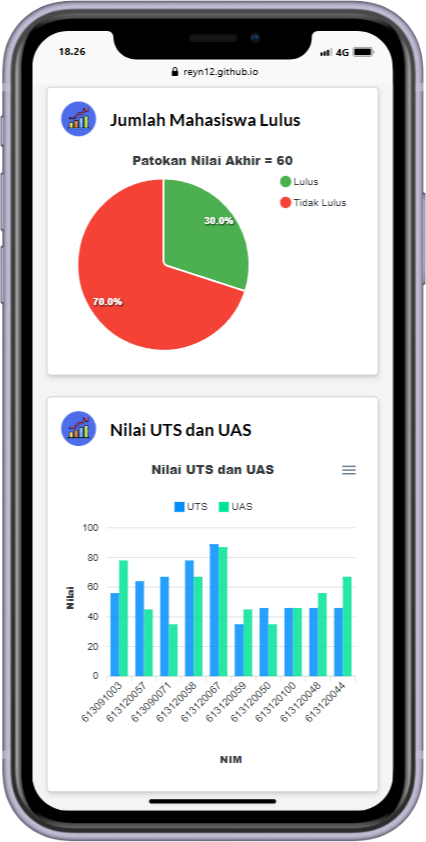 18.26
4G
reyn12.github.io
Jumlah Mahasiswa Lulus
Patokan Nilai Akhir = 60
Lulus
Tidak Lulus
30.0%
70.0%
Nilai UTS dan UAS
Nilai UTS dan UAS
UTS UAS
100
80
60
40
20
0
Nilai
613091003
613120057
613090071
613120058
613120067
613120059
613120050
613120100
613120048
613120044
NIM